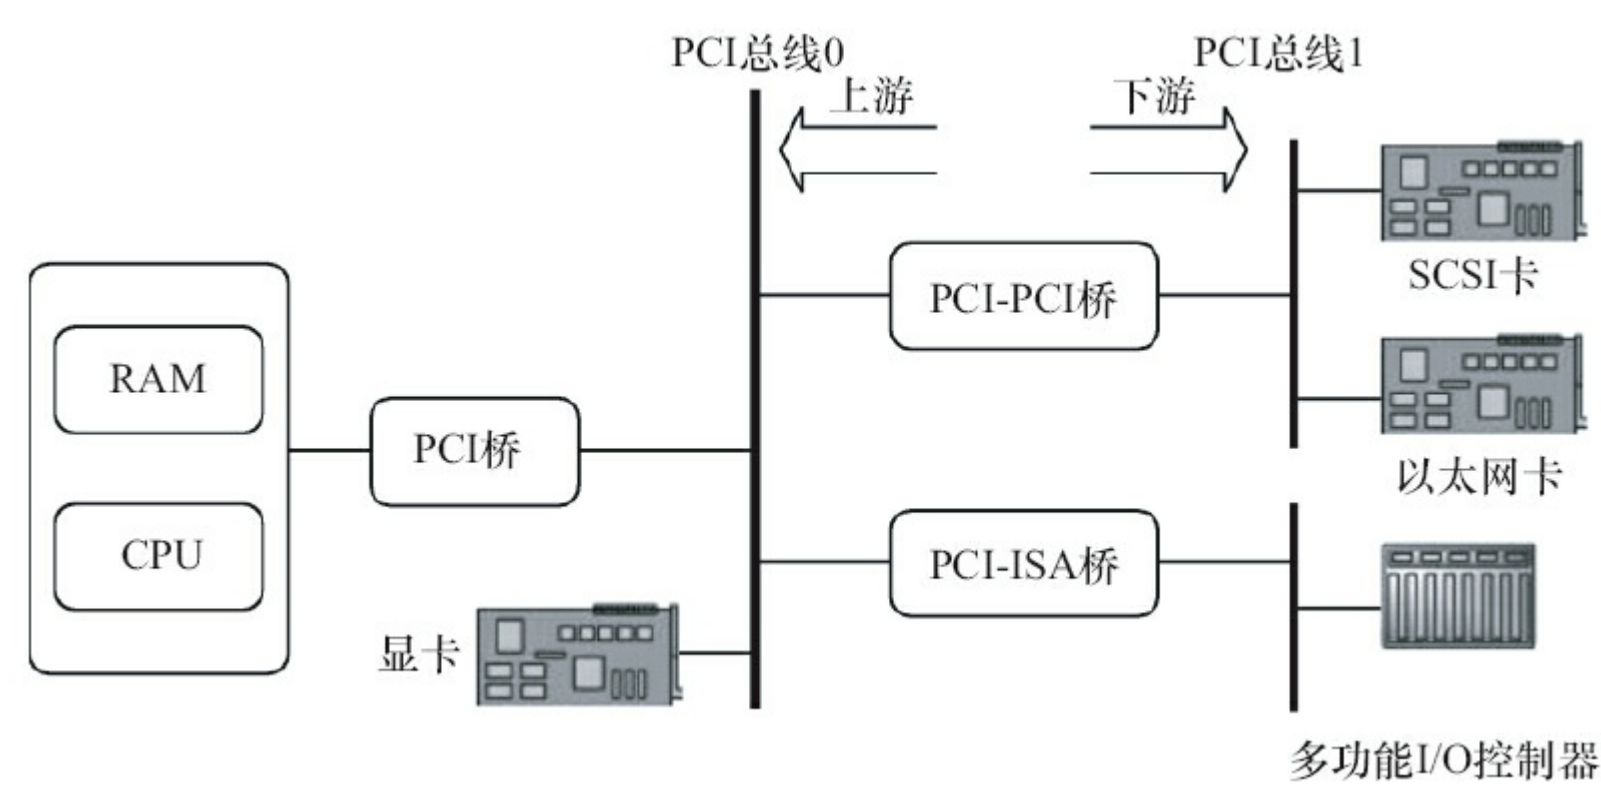 PCI总线0
PCI总线1
上游
下游
SCSI卡
PCI-PCI桥
RAM
PCI桥
以太网卡
CPU
PCI-ISA桥
显卡
多功能I/O控制器